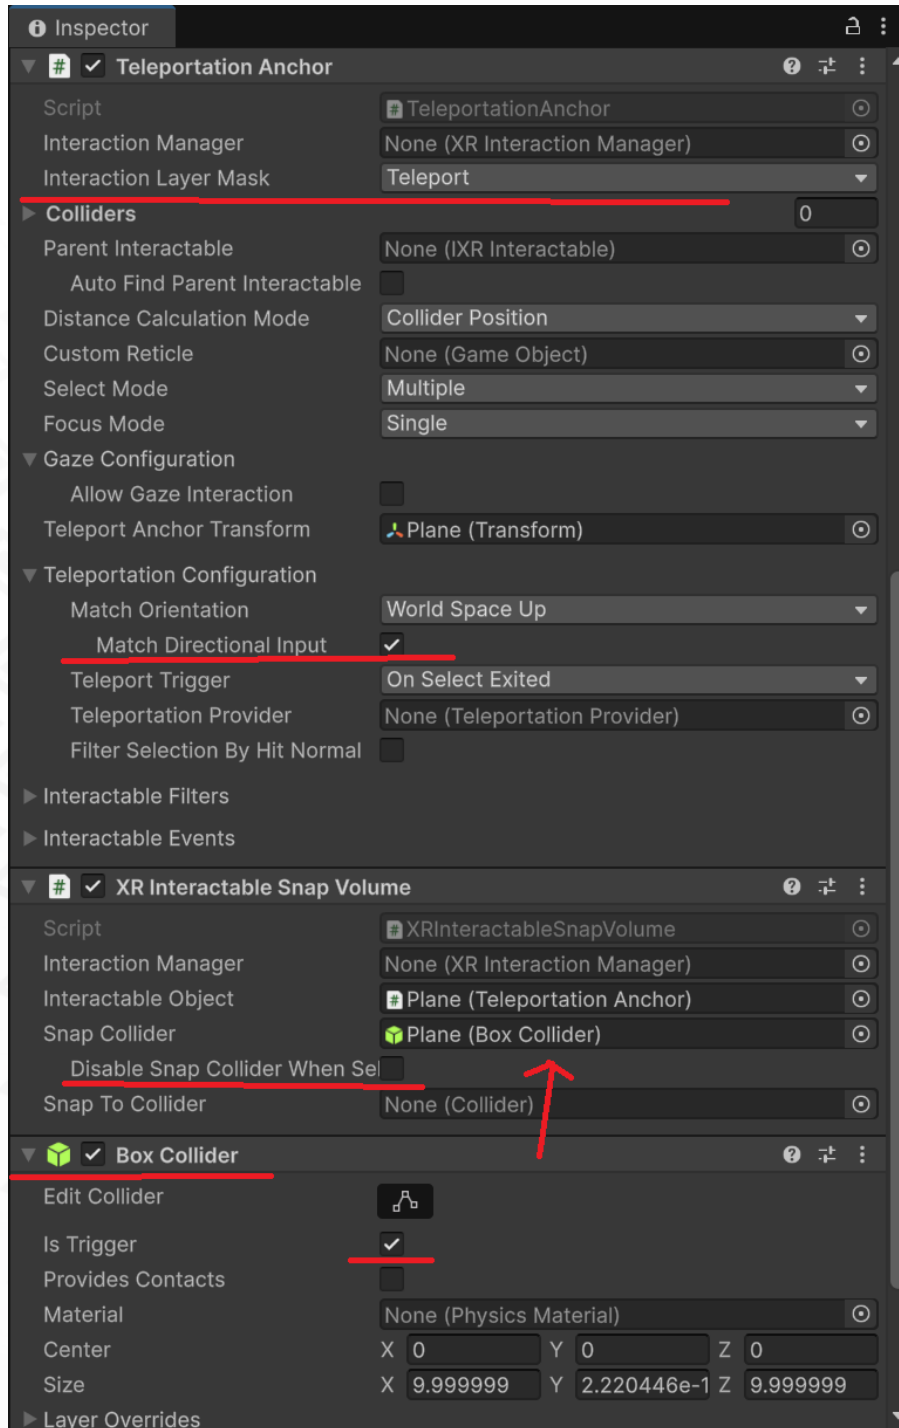 Inspector
# Teleportation Anchor
Script # TeleportationAnchor
Interaction Manager None (XR Interaction Manager)
Interaction Layer Mask Teleport
Colliders 0
Parent Interactable None (IXR Interactable)
Auto Find Parent Interactable
Distance Calculation Mode Collider Position
Custom Reticle None (Game Object)
Select Mode Multiple
Focus Mode Single
Gaze Configuration
Allow Gaze Interaction
Teleport Anchor Transform Plane (Transform)
Teleportation Configuration
Match Orientation World Space Up
Match Directional Input
Teleport Trigger On Select Exited
Teleportation Provider None (Teleportation Provider)
Filter Selection By Hit Normal
Interactable Filters
Interactable Events
# XR Interactable Snap Volume
Script # XRInteractableSnapVolume
Interaction Manager None (XR Interaction Manager)
Interactable Object # Plane (Teleportation Anchor)
Snap Collider Plane (Box Collider)
Disable Snap Collider When Sel
Snap To Collider None (Collider)
Box Collider
Edit Collider
Is Trigger
Provides Contacts
Material None (Physics Material)
Center X 0 Y 0 Z 0
Size X 9.999999 Y 2.220446e-1 Z 9.999999
Layer Overrides